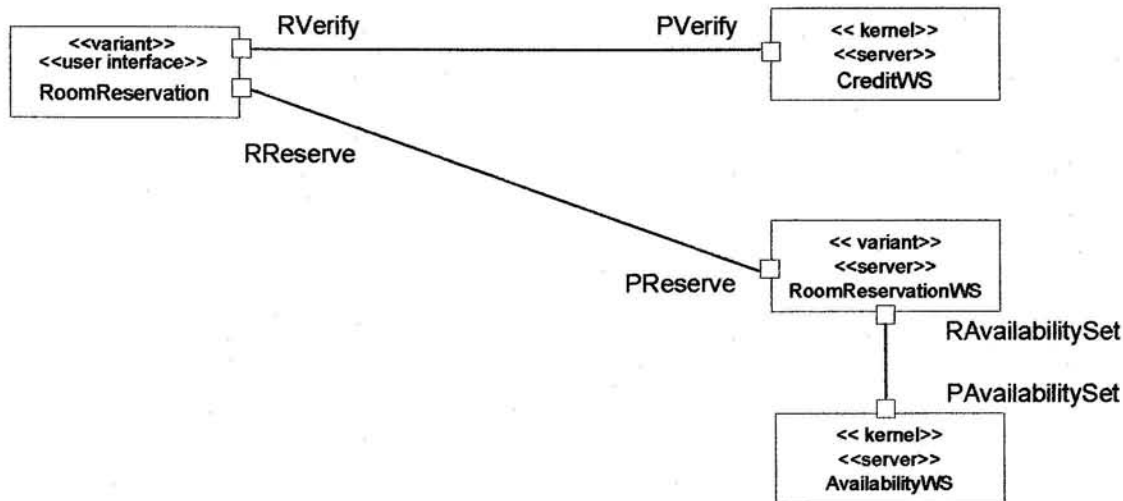 <<variant>>
<<user interface>>
RoomReservation
RVerify
PVerify
<< kernel>>
<<server>>
CreditWS
RReserve
PReserve
<< variant>>
<<server>>
RoomReservationWS
RAvailabilitySet
PAvailabilitySet
<< kernel>>
<<server>>
AvailabilityWS